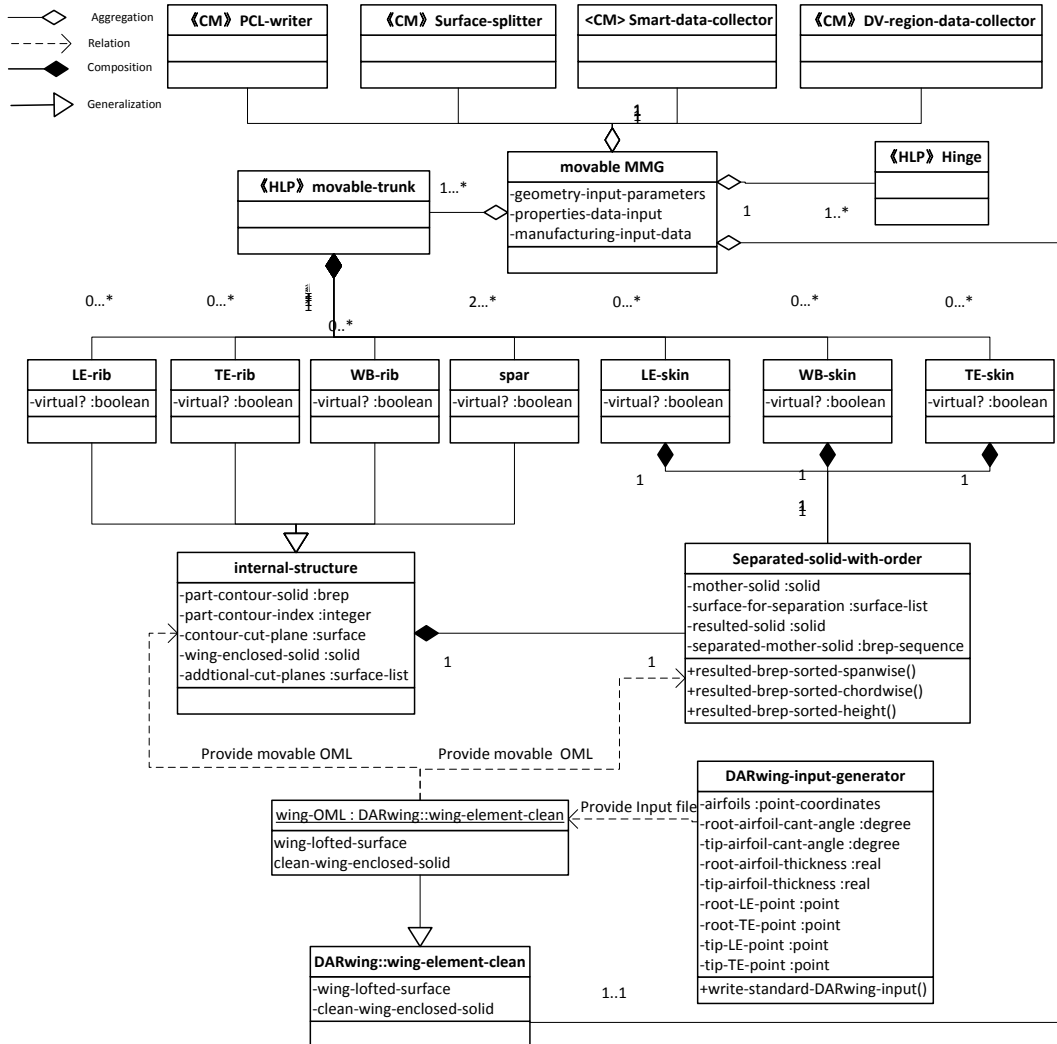 Aggregation
Relation
Composition
Generalization
《CM》 PCL-writer
《CM》 Surface-splitter
<CM> Smart-data-collector
《CM》 DV-region-data-collector
1
movable MMG
-geometry-input-parameters
-properties-data-input
-manufacturing-input-data
《HLP》 movable-trunk
1...*
《HLP》 Hinge
1
1..*
0...*
0...*
1
0..*
2...*
0...*
0...*
0...*
LE-rib
-virtual? :boolean
TE-rib
-virtual? :boolean
WB-rib
-virtual? :boolean
spar
-virtual? :boolean
LE-skin
-virtual? :boolean
WB-skin
-virtual? :boolean
TE-skin
-virtual? :boolean
1
1
1
1
internal-structure
-part-contour-solid :brep
-part-contour-index :integer
-contour-cut-plane :surface
-wing-enclosed-solid :solid
-addtional-cut-planes :surface-list
1
1
Separated-solid-with-order
-mother-solid :solid
-surface-for-separation :surface-list
-resulted-solid :solid
-separated-mother-solid :brep-sequence
+resulted-brep-sorted-spanwise()
+resulted-brep-sorted-chordwise()
+resulted-brep-sorted-height()
Provide movable OML
Provide movable  OML
wing-OML : DARwing::wing-element-clean
wing-lofted-surface
clean-wing-enclosed-solid
Provide Input file
DARwing-input-generator
-airfoils :point-coordinates
-root-airfoil-cant-angle :degree
-tip-airfoil-cant-angle :degree
-root-airfoil-thickness :real
-tip-airfoil-thickness :real
-root-LE-point :point
-root-TE-point :point
-tip-LE-point :point
-tip-TE-point :point
+write-standard-DARwing-input()
DARwing::wing-element-clean
-wing-lofted-surface
-clean-wing-enclosed-solid
1..1